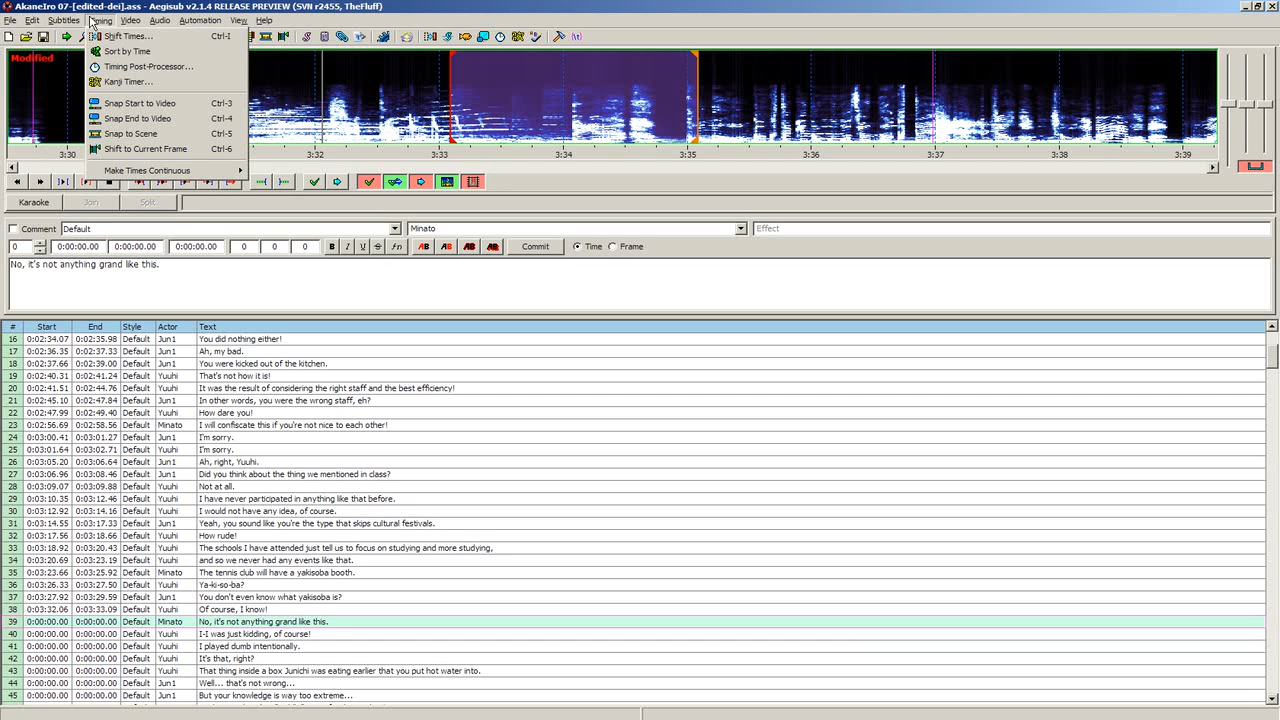 AkaneIro 07-[edited-dei].ass - Aegisub v2.1.4 RELEASE PREVIEW (SVN r2455, TheFluff)
File Edit Subtitles Timing Video Audio Automation View Help
Modified
Shift Times... Ctrl-I
Sort by Time
Timing Post-Processor...
Kanji Timer...
Snap Start to Video Ctrl-3
Snap End to Video Ctrl-4
Snap to Scene Ctrl-5
Shift to Current Frame Ctrl-6
Make Times Continuous
3:30 3:32 3:33 3:34 3:35 3:36 3:37 3:38 3:39
Karaoke Join Split
Comment Default Minato Effect
0 0:00:00.00 0:00:00.00 0:00:00.00 0 0 0 B I U S fn AB AB AB AB Commit Time Frame
No, it's not anything grand like this.
# Start End Style Actor Text
16 0:02:34.07 0:02:35.98 Default Jun1 You did nothing either!
17 0:02:36.35 0:02:37.33 Default Jun1 Ah, my bad.
18 0:02:37.66 0:02:39.00 Default Jun1 You were kicked out of the kitchen.
19 0:02:40.31 0:02:41.24 Default Yuuhi That's not how it is!
20 0:02:41.51 0:02:44.76 Default Yuuhi It was the result of considering the right staff and the best efficiency!
21 0:02:45.10 0:02:47.84 Default Jun1 In other words, you were the wrong staff, eh?
22 0:02:47.99 0:02:49.40 Default Yuuhi How dare you!
23 0:02:56.69 0:02:58.56 Default Minato I will confiscate this if you're not nice to each other!
24 0:03:00.41 0:03:01.27 Default Jun1 I'm sorry.
25 0:03:01.64 0:03:02.71 Default Yuuhi I'm sorry.
26 0:03:05.20 0:03:06.64 Default Jun1 Ah, right, Yuuhi.
27 0:03:06.96 0:03:08.46 Default Jun1 Did you think about the thing we mentioned in class?
28 0:03:09.07 0:03:09.88 Default Yuuhi Not at all.
29 0:03:10.35 0:03:12.46 Default Yuuhi I have never participated in anything like that before.
30 0:03:12.92 0:03:14.16 Default Yuuhi I would not have any idea, of course.
31 0:03:14.55 0:03:17.33 Default Jun1 Yeah, you sound like you're the type that skips cultural festivals.
32 0:03:17.56 0:03:18.66 Default Yuuhi How rude!
33 0:03:18.92 0:03:20.43 Default Yuuhi The schools I have attended just tell us to focus on studying and more studying,
34 0:03:20.69 0:03:23.19 Default Yuuhi and so we never had any events like that.
35 0:03:23.66 0:03:25.92 Default Minato The tennis club will have a yakisoba booth.
36 0:03:26.33 0:03:27.50 Default Yuuhi Ya-ki-so-ba?
37 0:03:27.92 0:03:29.59 Default Jun1 You don't even know what yakisoba is?
38 0:03:32.06 0:03:33.09 Default Yuuhi Of course, I know!
39 0:00:00.00 0:00:00.00 Default Minato No, it's not anything grand like this.
40 0:00:00.00 0:00:00.00 Default Yuuhi I-I was just kidding, of course!
41 0:00:00.00 0:00:00.00 Default Yuuhi I played dumb intentionally.
42 0:00:00.00 0:00:00.00 Default Yuuhi It's that, right?
43 0:00:00.00 0:00:00.00 Default Yuuhi That thing inside a box Junichi was eating earlier that you put hot water into.
44 0:00:00.00 0:00:00.00 Default Jun1 Well... that's not wrong...
45 0:00:00.00 0:00:00.00 Default Jun1 But your knowledge is way too extreme...